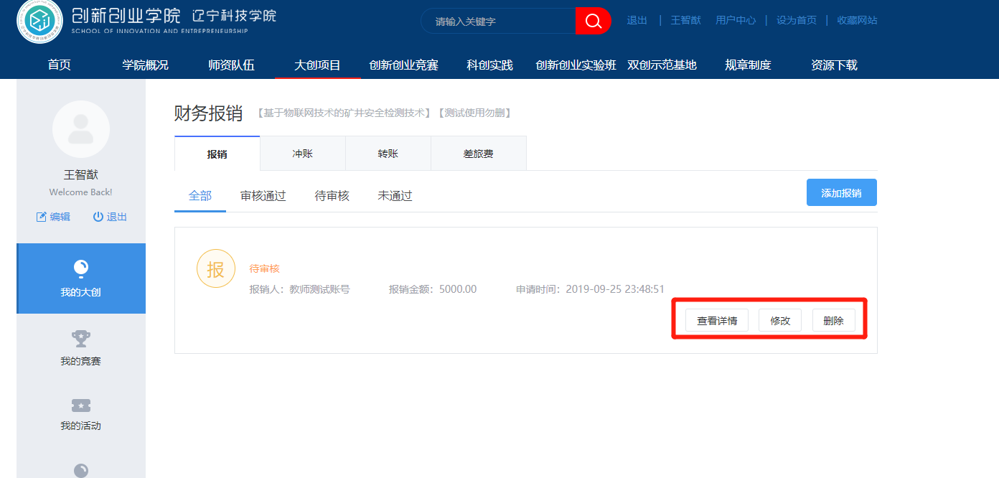 创新创业学院 辽宁科技学院
SCHOOL OF INNOVATION AND ENTREPRENEURSHIP
请输入关键字
退出 | 王智猷 用户中心 | 设为首页 | 收藏网站
首页 学院概况 师资队伍 大创项目 创新创业竞赛 科创实践 创新创业实验班 双创示范基地 规章制度 资源下载
王智猷
Welcome Back!
编辑 退出
我的大创
我的竞赛
我的活动
财务报销 【基于物联网技术的矿井安全检测技术】【测试使用勿删】
报销 冲账 转账 差旅费
全部 审核通过 待审核 未通过 添加报销
报
待审核
报销人：教师测试账号 报销金额：5000.00 申请时间：2019-09-25 23:48:51
查看详情 修改 删除